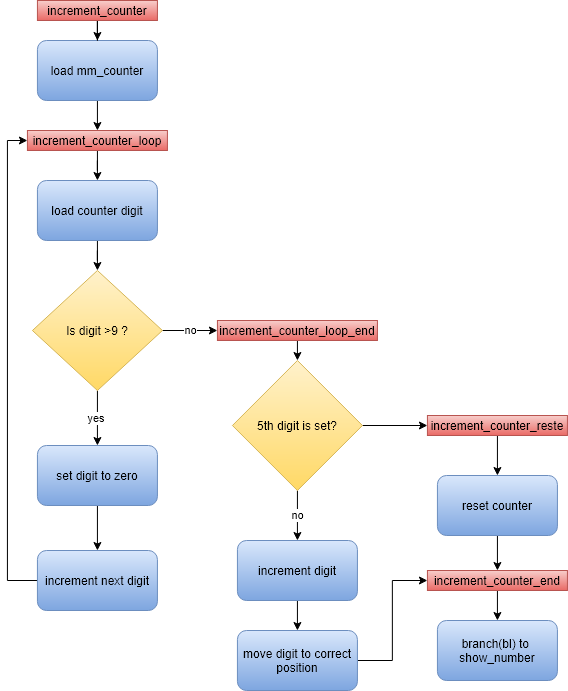 increment_counter
load mm_counter
increment_counter_loop
load counter digit
Is digit >9 ?
no
increment_counter_loop_end
yes
5th digit is set?
increment_counter_reste
set digit to zero
reset counter
no
increment next digit
increment digit
increment_counter_end
move digit to correct
position
branch(bl) to
show_number